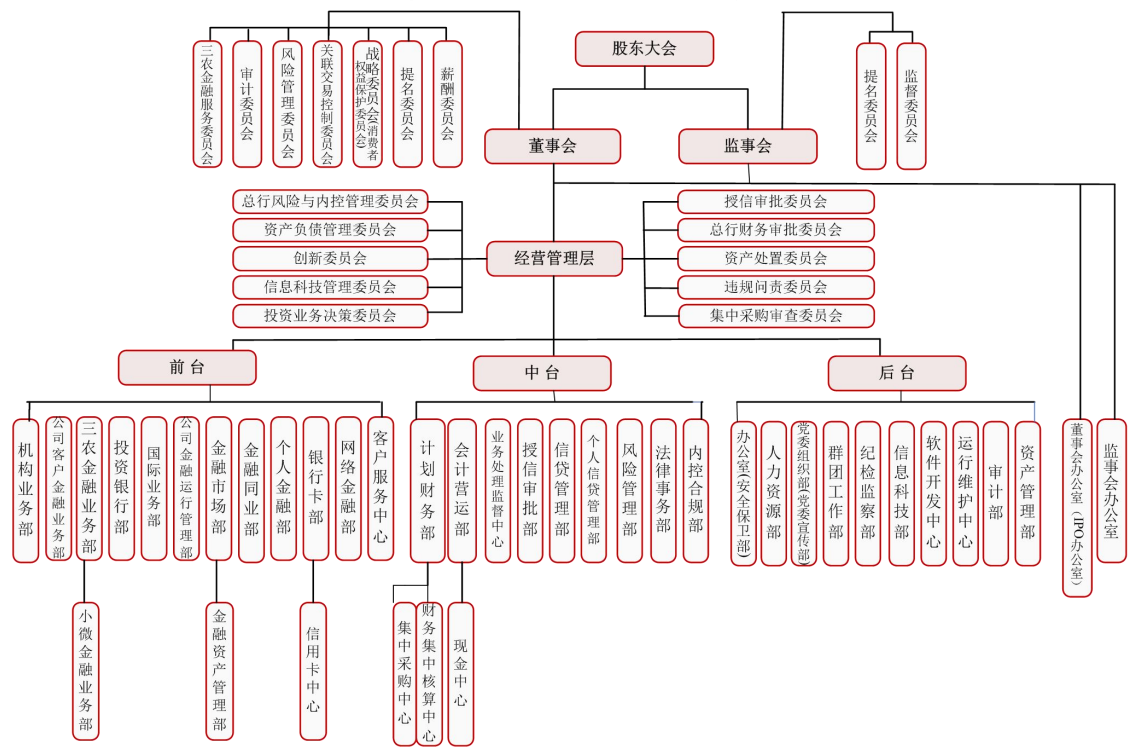 股东大会
董事会
监事会
三农金融服务委员会
审计委员会
风险管理委员会
关联交易控制委员会
战略委员会(消费者
权益保护委员会)
提名委员会
薪酬委员会
提名委员会
监督委员会
总行风险与内控管理委员会
资产负债管理委员会
创新委员会
信息科技管理委员会
投资业务决策委员会
经营管理层
授信审批委员会
总行财务审批委员会
资产处置委员会
违规问责委员会
集中采购审查委员会
前台
中台
后台
机构业务部
公司客户金融业务部
三农金融业务部
投资银行部
国际业务部
公司金融运行管理部
金融市场部
金融同业部
个人金融部
银行卡部
网络金融部
客户服务中心
计划财务部
会计营运部
业务处理监督中心
授信审批部
信贷管理部
个人信贷管理部
风险管理部
法律事务部
内控合规部
办公室(安全保卫部)
人力资源部
党委组织部(党委宣传部)
群团工作部
纪检监察部
信息科技部
软件开发中心
运行维护中心
审计部
资产管理部
董事会办公室（IPO办公室）
监事会办公室
小微金融业务部
金融资产管理部
信用卡中心
集中采购中心
财务集中核算中心
现金中心